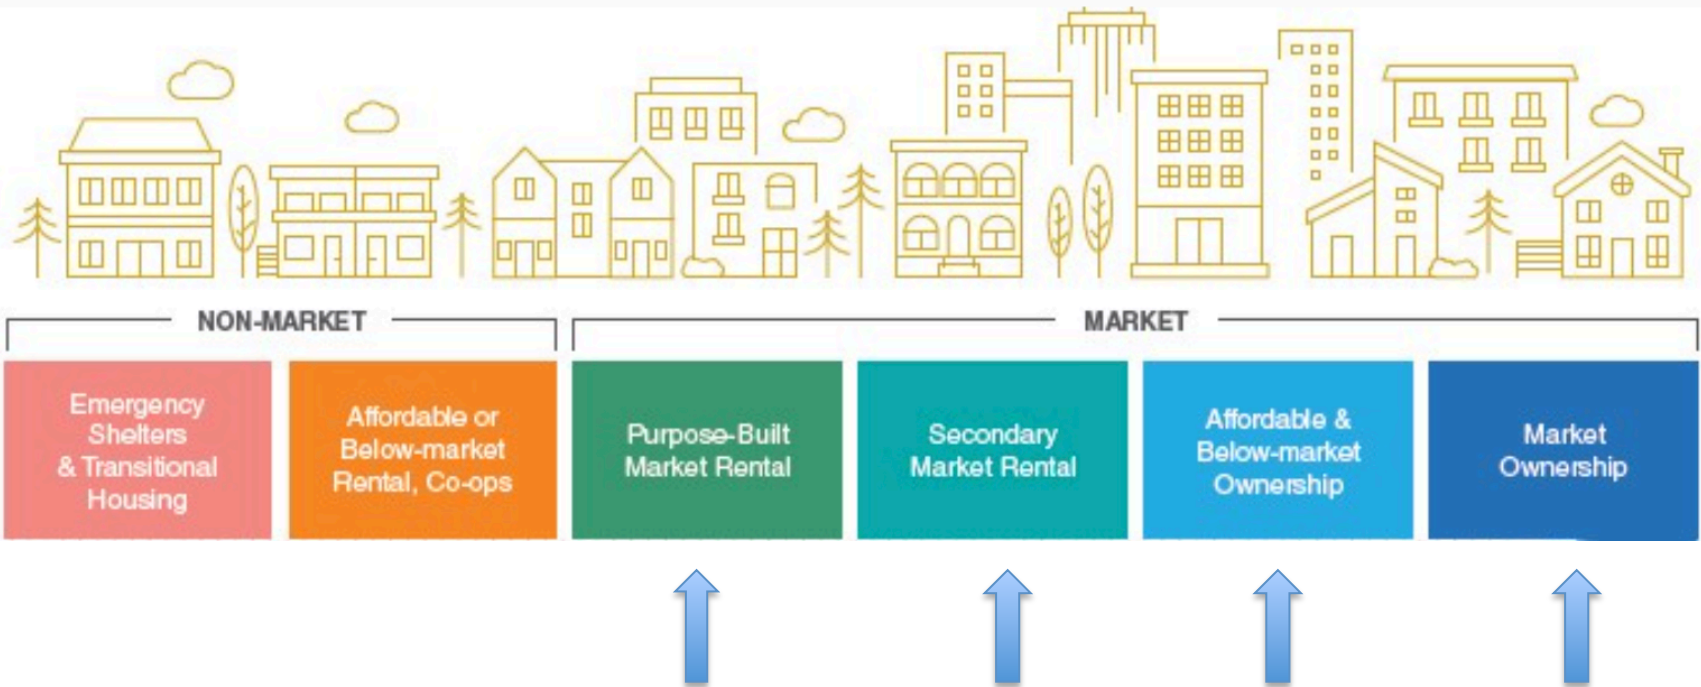 NON-MARKET
MARKET
Emergency
Shelters
& Transitional
Housing
Affordable or
Below-market
Rental, Co-ops
Purpose-Built
Market Rental
Secondary
Market Rental
Affordable &
Below-market
Ownership
Market
Ownership